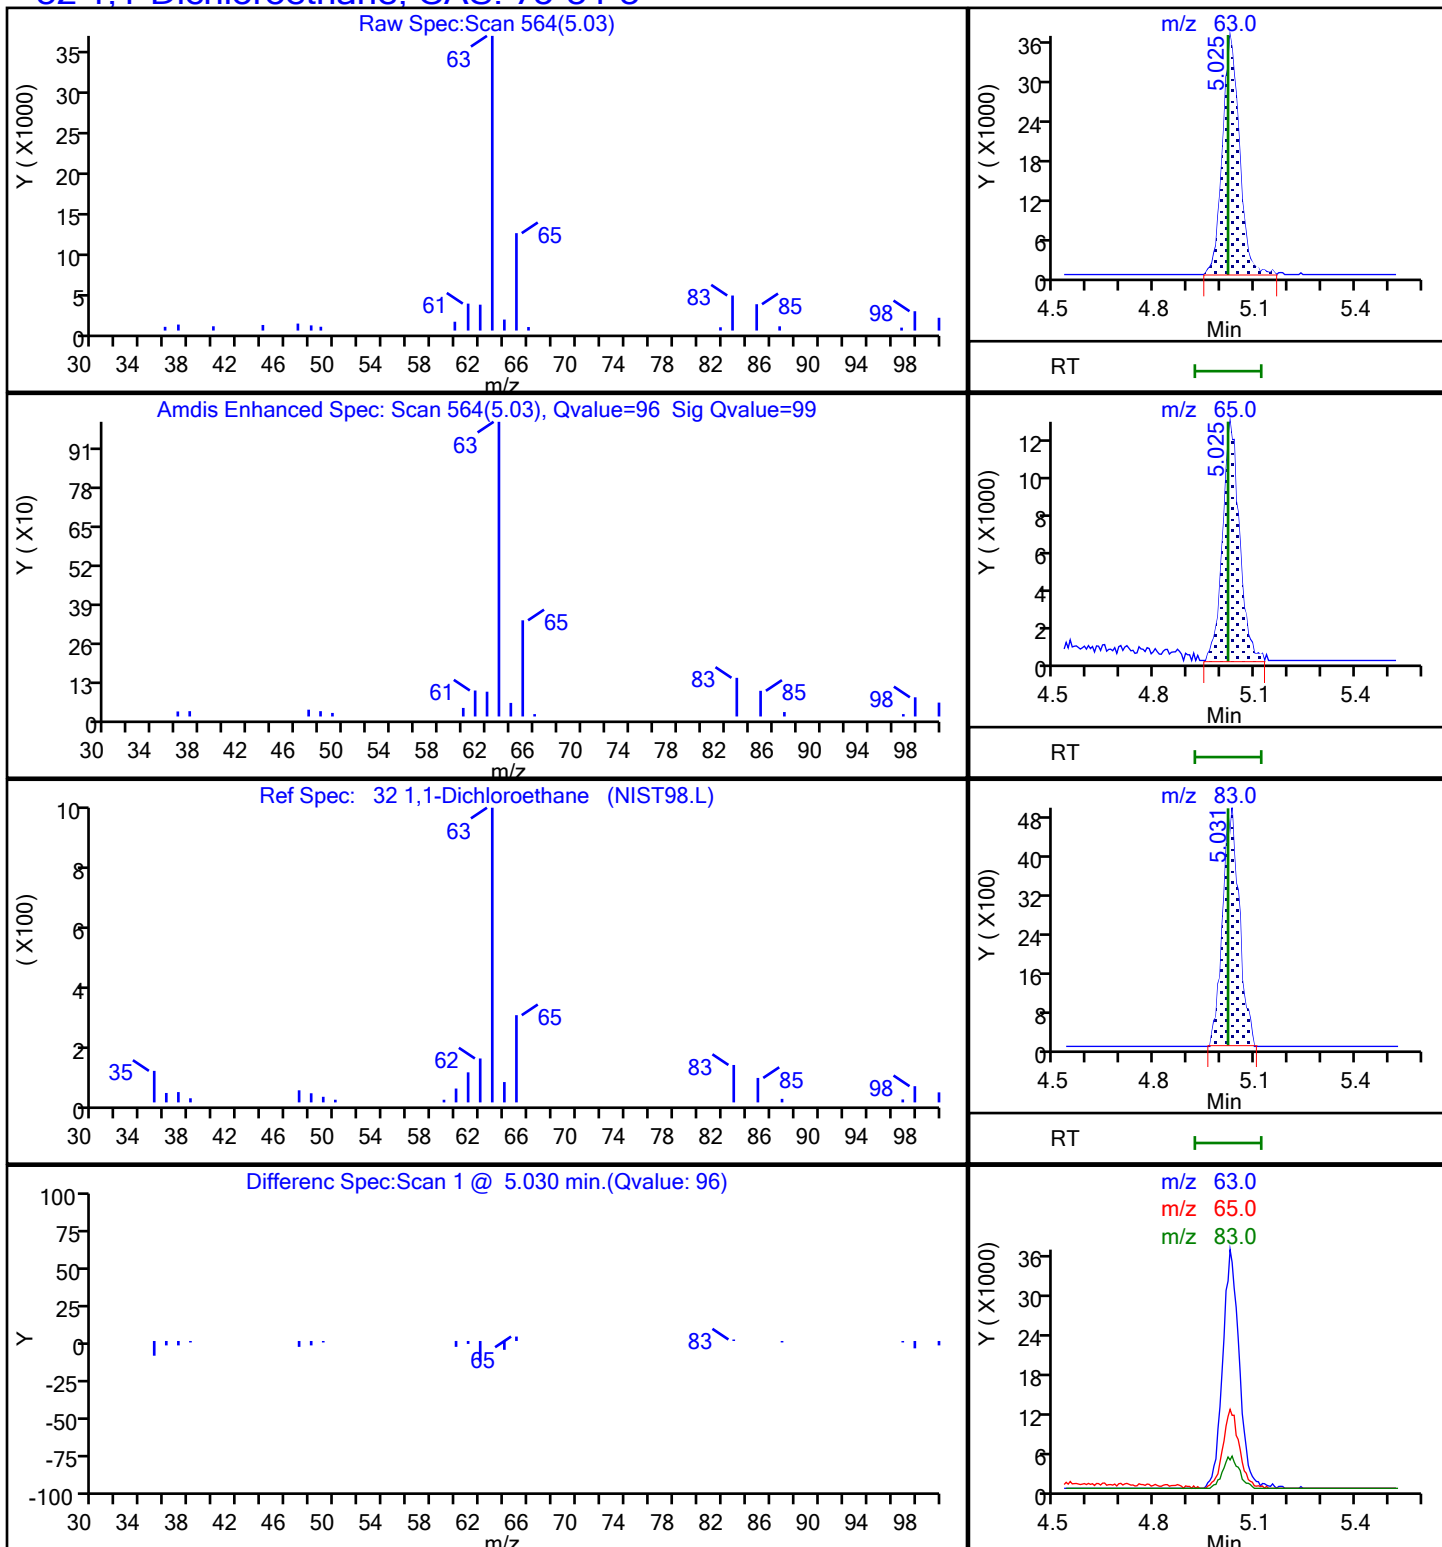 32 1,1-Dichloroethane, CAS: 75-34-3
Raw Spec:Scan 564(5.03)
Y ( X1000)
35
30
25
20
15
10
5
0
63
65
61
83
85
98
30 34 38 42 46 50 54 58 62 66 70 74 78 82 86 90 94 98
m/z
m/z 63.0
Y ( X1000)
36
30
24
18
12
6
0
5.025
4.5 4.8 5.1 5.4
Min
RT
Amdis Enhanced Spec: Scan 564(5.03), Qvalue=96 Sig Qvalue=99
Y ( X10)
91
78
65
52
39
26
13
0
63
65
61
83
85
98
30 34 38 42 46 50 54 58 62 66 70 74 78 82 86 90 94 98
m/z
m/z 65.0
Y ( X1000)
12
10
8
6
4
2
0
5.025
4.5 4.8 5.1 5.4
Min
RT
Ref Spec: 32 1,1-Dichloroethane (NIST98.L)
( X100)
10
8
6
4
2
0
63
65
62
35
83
85
98
30 34 38 42 46 50 54 58 62 66 70 74 78 82 86 90 94 98
m/z 83.0
Y ( X100)
48
40
32
24
16
8
0
5.031
4.5 4.8 5.1 5.4
Min
RT
Differenc Spec:Scan 1 @ 5.030 min.(Qvalue: 96)
Y
100
75
50
25
0
-25
-50
-75
-100
65
83
30 34 38 42 46 50 54 58 62 66 70 74 78 82 86 90 94 98
m/z
m/z 63.0
m/z 65.0
m/z 83.0
Y ( X1000)
36
30
24
18
12
6
0
4.5 4.8 5.1 5.4
Min